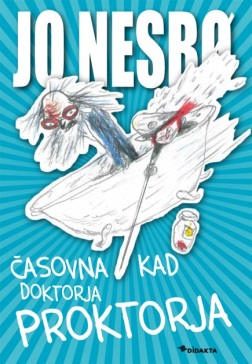 JO NESBØ
ČASOVNA KAD
DOKTORJA
PROKTORJA
DIDAKTA